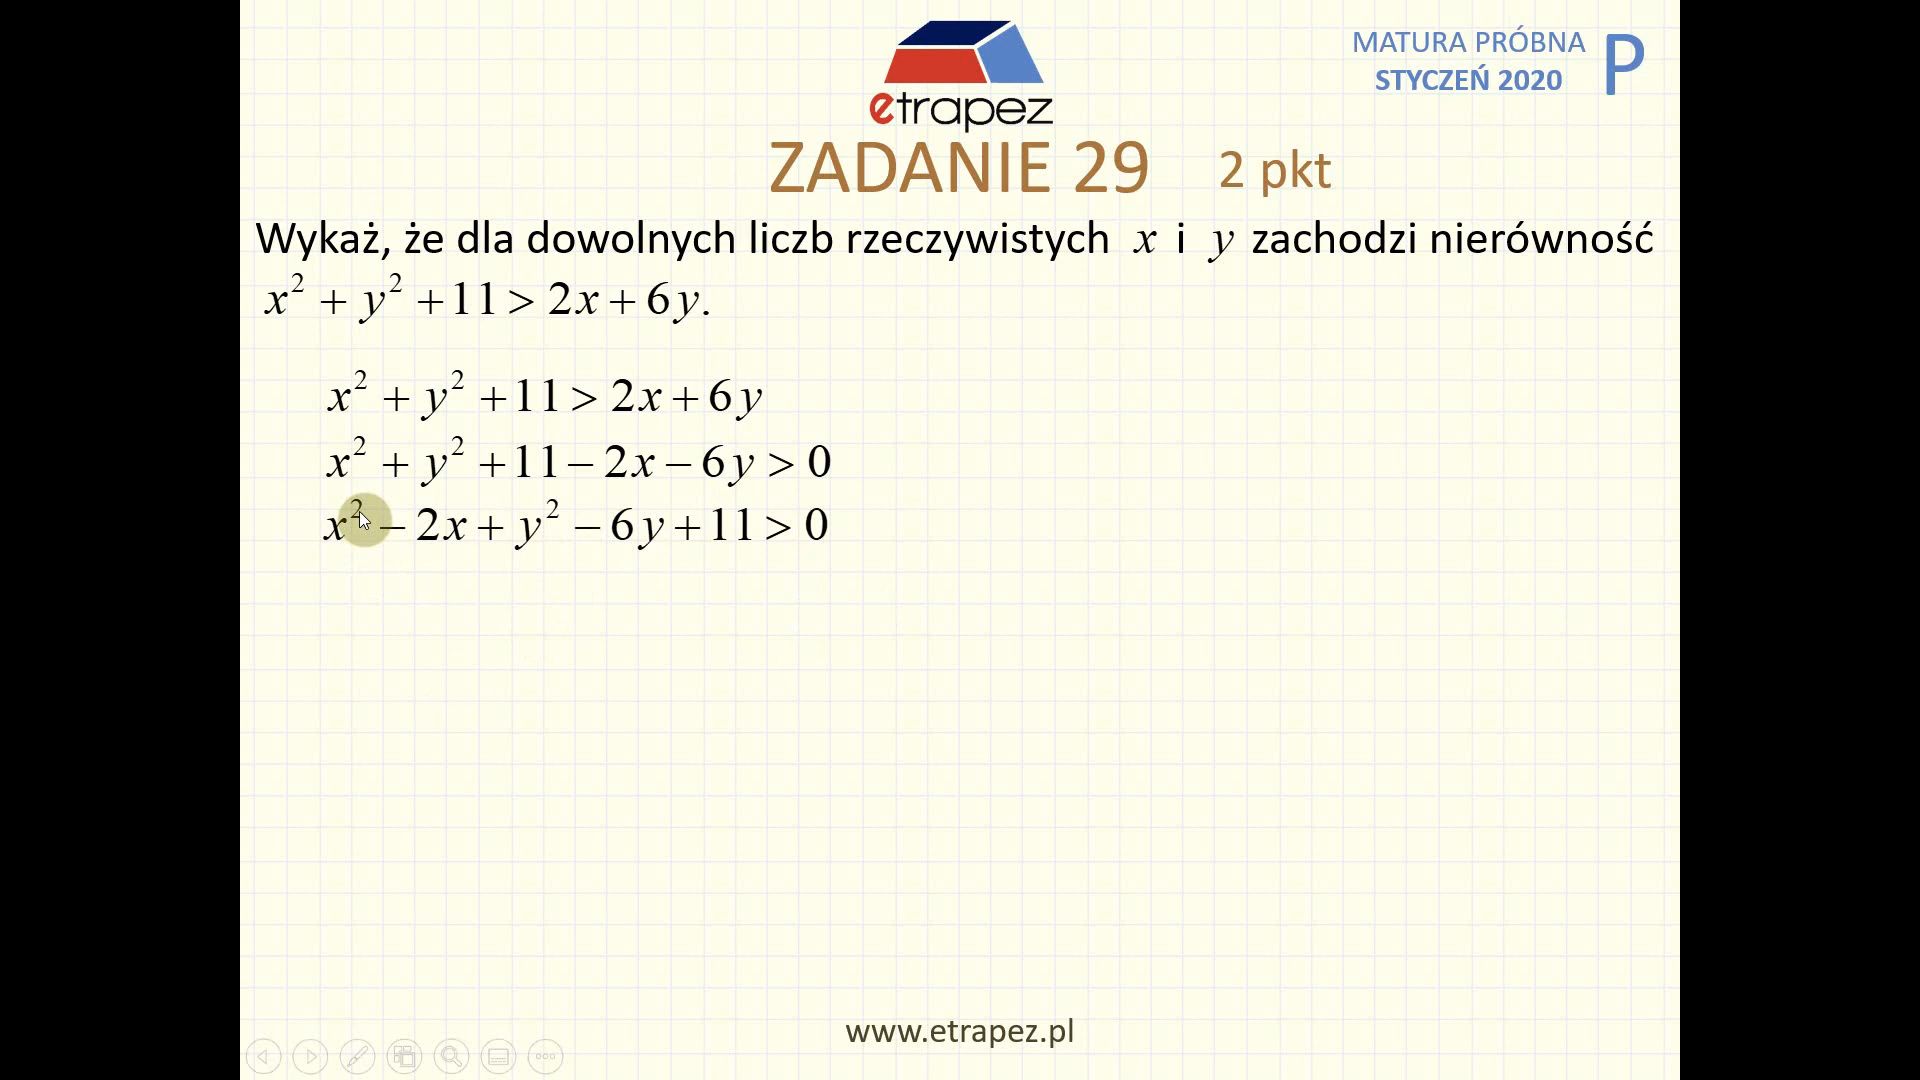 etrapez
MATURA PRÓBNA
STYCZEŃ 2020
P
ZADANIE 29 2 pkt
Wykaż, że dla dowolnych liczb rzeczywistych x i y zachodzi nierówność
x² + y² + 11 > 2x + 6y.
x² + y² + 11 > 2x + 6y
x² + y² + 11 − 2x − 6y > 0
x² − 2x + y² − 6y + 11 > 0
www.etrapez.pl